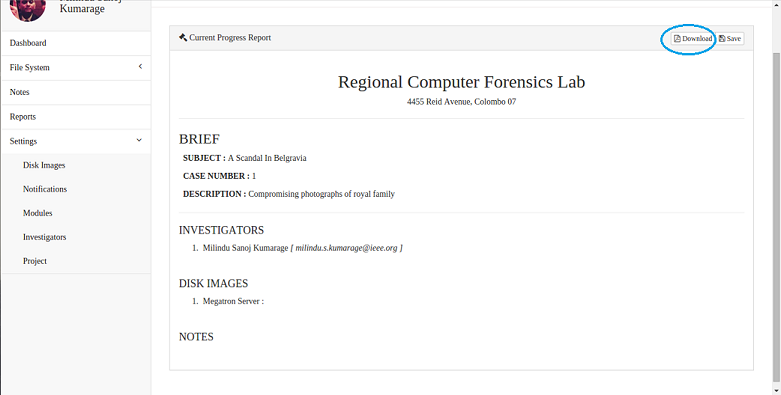 Kumarage
Dashboard
File System
Notes
Reports
Settings
Disk Images
Notifications
Modules
Investigators
Project
Current Progress Report
Download
Save
Regional Computer Forensics Lab
4455 Reid Avenue, Colombo 07
BRIEF
SUBJECT : A Scandal In Belgravia
CASE NUMBER : 1
DESCRIPTION : Compromising photographs of royal family
INVESTIGATORS
1. Milindu Sanoj Kumarage [ milindu.s.kumarage@ieee.org ]
DISK IMAGES
1. Megatron Server :
NOTES